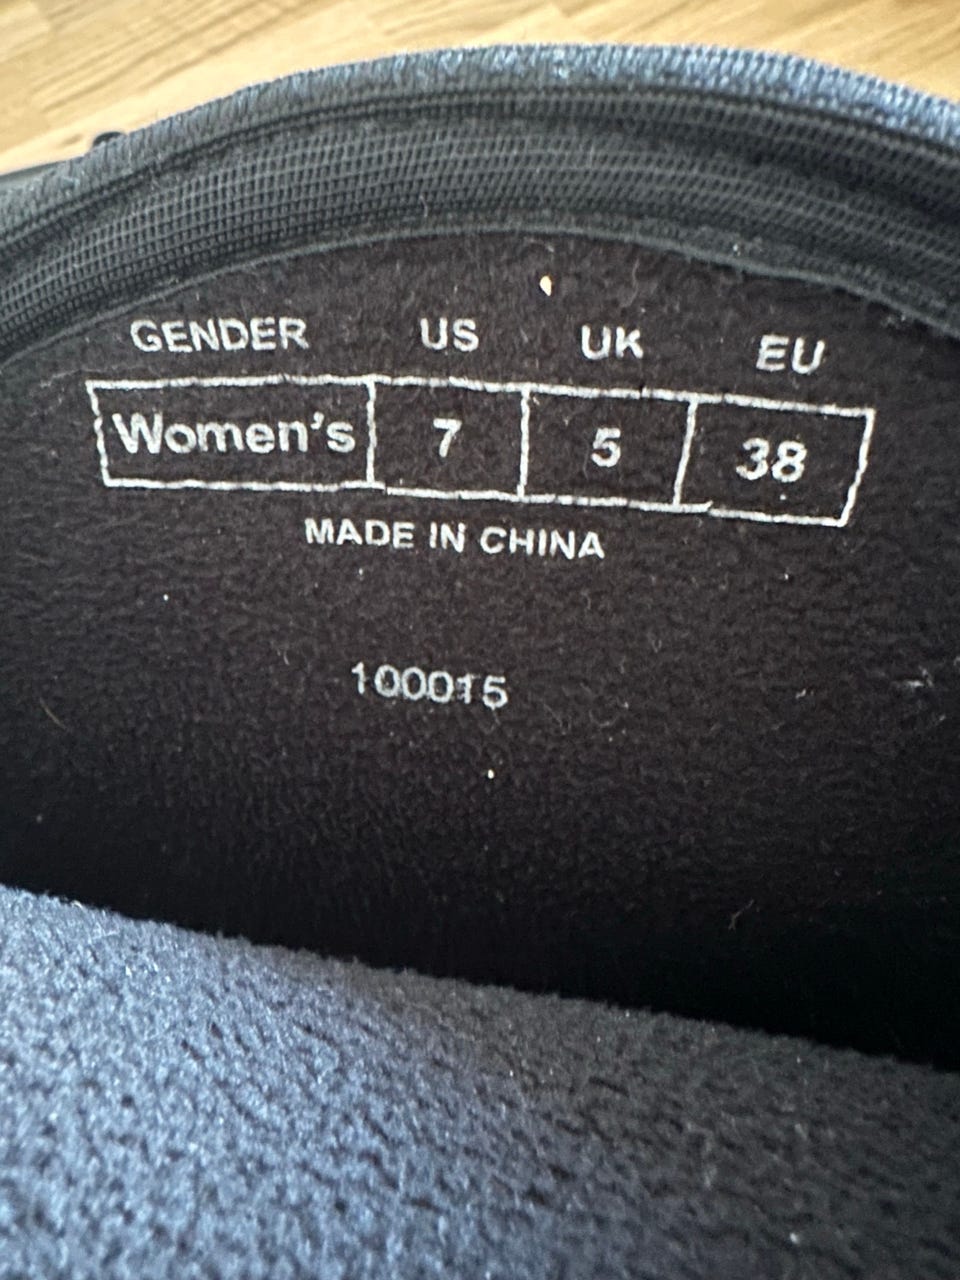 GENDER US UK EU
Women's 7 5 38
MADE IN CHINA
100015